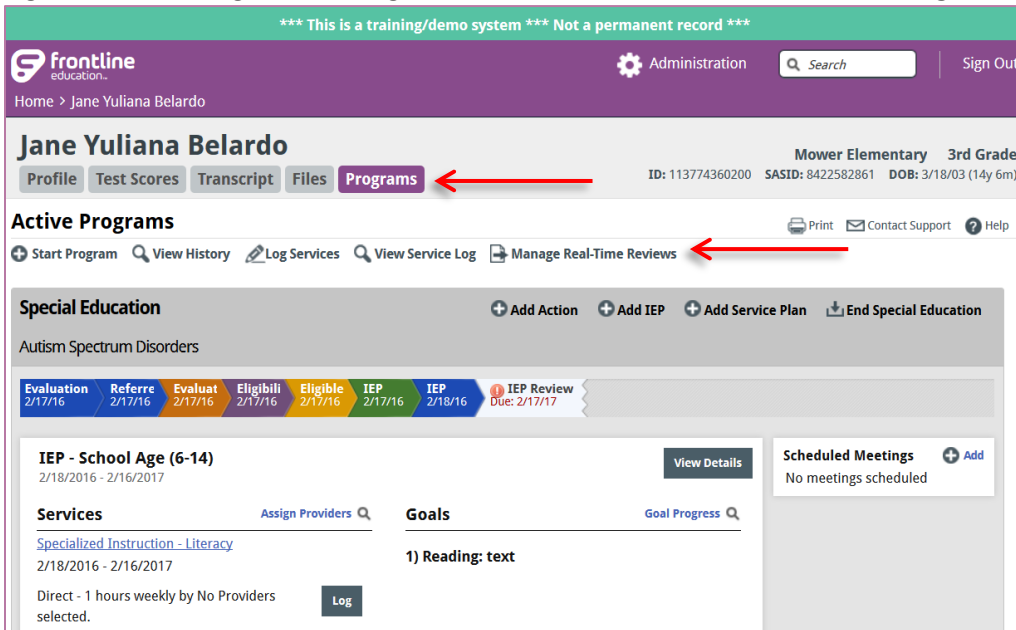 *** This is a training/demo system *** Not a permanent record ***
frontline
education
Administration
Search
Sign Out
Home > Jane Yuliana Belardo
Jane Yuliana Belardo
Mower Elementary 3rd Grade
Profile Test Scores Transcript Files Programs
ID: 113774360200 SASID: 8422582861 DOB: 3/18/03 (14y 6m)
Active Programs
Print Contact Support Help
Start Program View History Log Services View Service Log Manage Real-Time Reviews
Special Education
Add Action Add IEP Add Service Plan End Special Education
Autism Spectrum Disorders
Evaluation Referre Evaluat Eligibili Eligible IEP IEP IEP Review
2/17/16 2/17/16 2/17/16 2/17/16 2/17/16 2/17/16 2/18/16 Due: 2/17/17
IEP - School Age (6-14)
2/18/2016 - 2/16/2017
View Details
Scheduled Meetings Add
No meetings scheduled
Services Assign Providers
Goals Goal Progress
Specialized Instruction - Literacy
2/18/2016 - 2/16/2017
1) Reading: text
Direct - 1 hours weekly by No Providers
selected.
Log